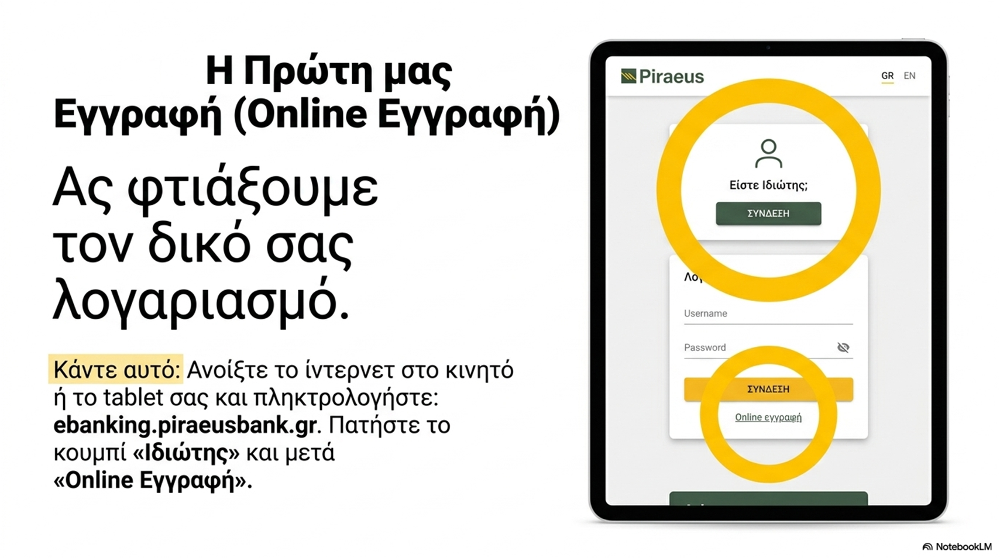 Η Πρώτη μας
Εγγραφή (Online Εγγραφή)
Ας φτιάξουμε
τον δικό σας
λογαριασμό.
Κάντε αυτό: Ανοίξτε το ίντερνετ στο κινητό
ή το tablet σας και πληκτρολογήστε:
ebanking.piraeusbank.gr. Πατήστε το
κουμπί «Ιδιώτης» και μετά
«Online Εγγραφή».
Piraeus
GR EN
Είστε Ιδιώτης;
ΣΥΝΔΕΣΗ
Username
Password
ΣΥΝΔΕΣΗ
Online εγγραφή
NotebookLM